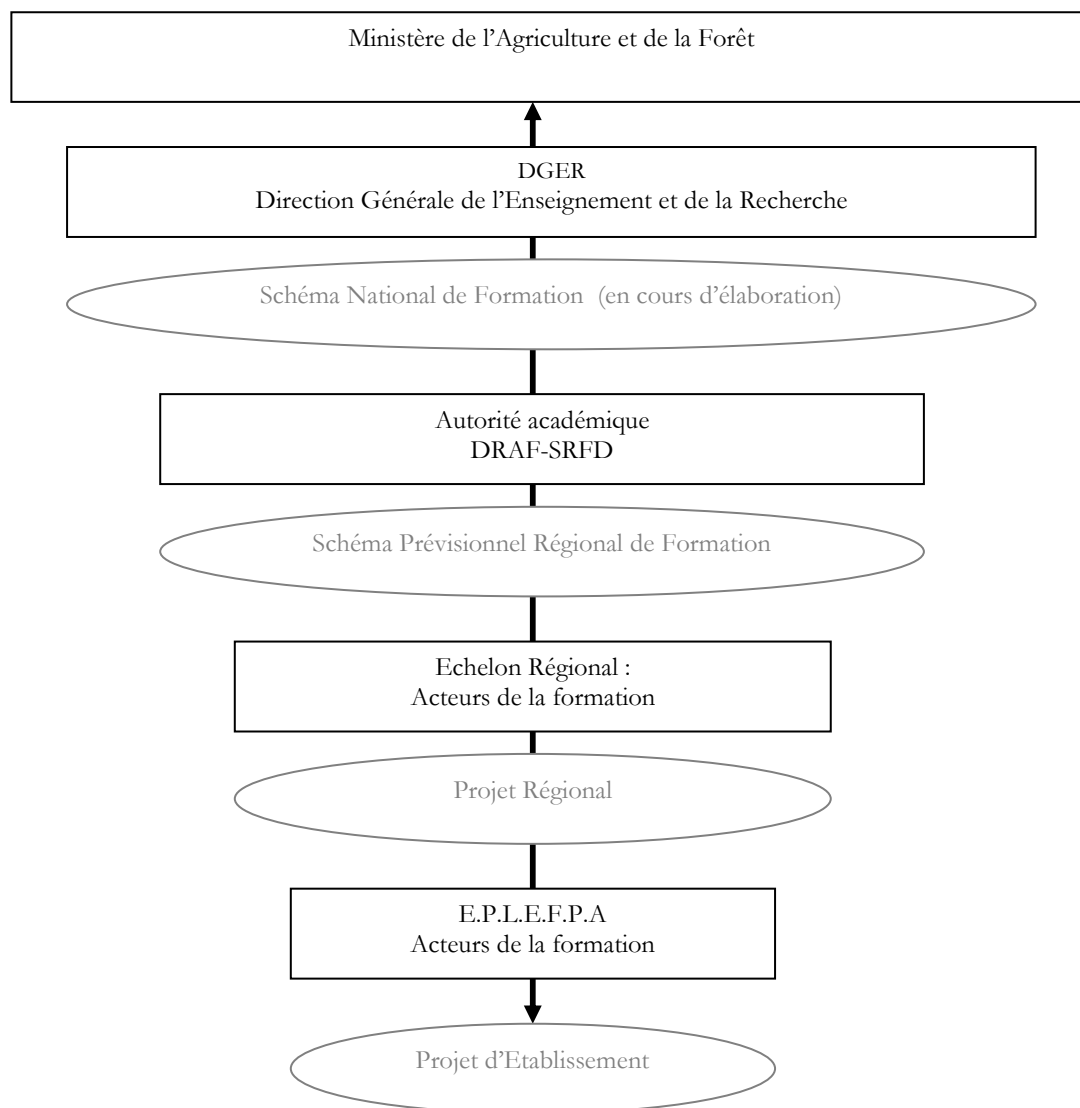 Ministère de l’Agriculture et de la Forêt
DGER
Direction Générale de l’Enseignement et de la Recherche
Schéma National de Formation  (en cours d’élaboration)
Autorité académique
DRAF-SRFD
Schéma Prévisionnel Régional de Formation
Echelon Régional :
Acteurs de la formation
Projet Régional
E.P.L.E.F.P.A
Acteurs de la formation
Projet d’Etablissement